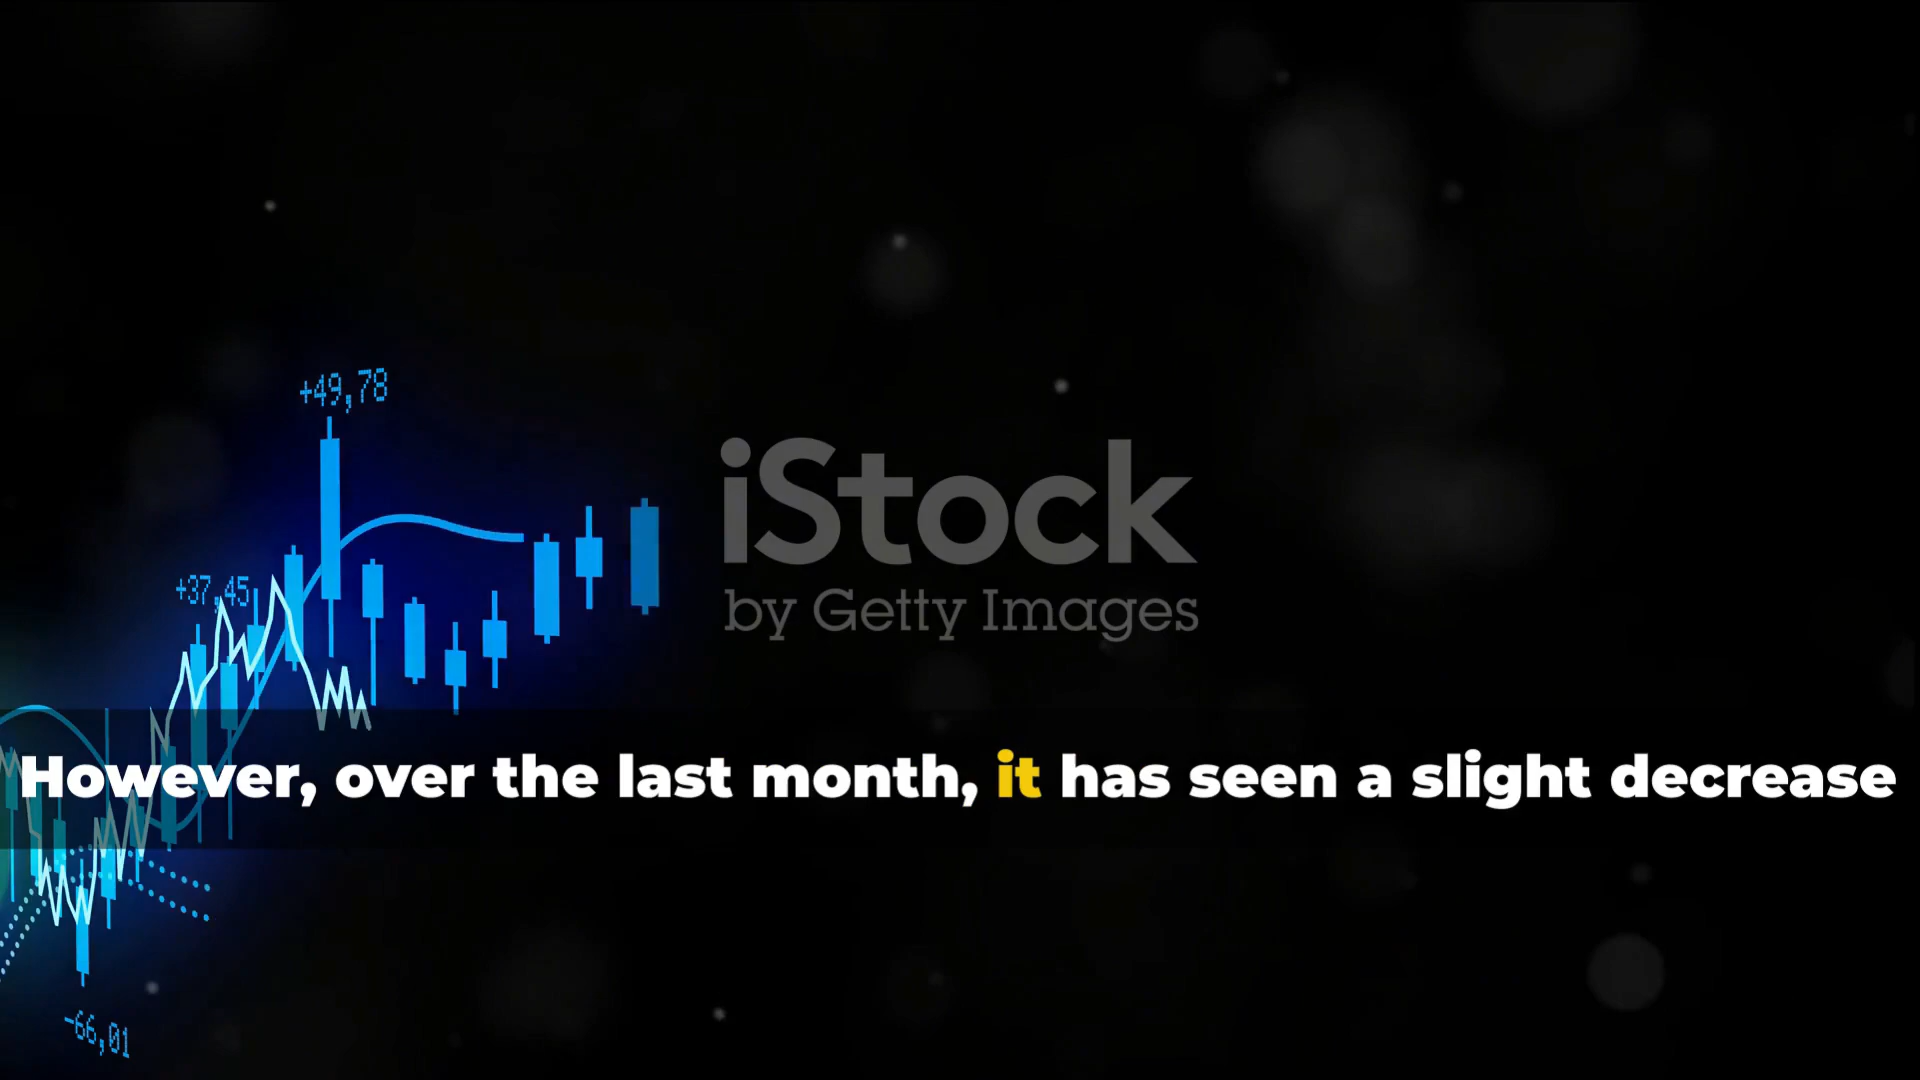 +49,78
+37,45
iStock
by Getty Images
However, over the last month, it has seen a slight decrease
-66,01